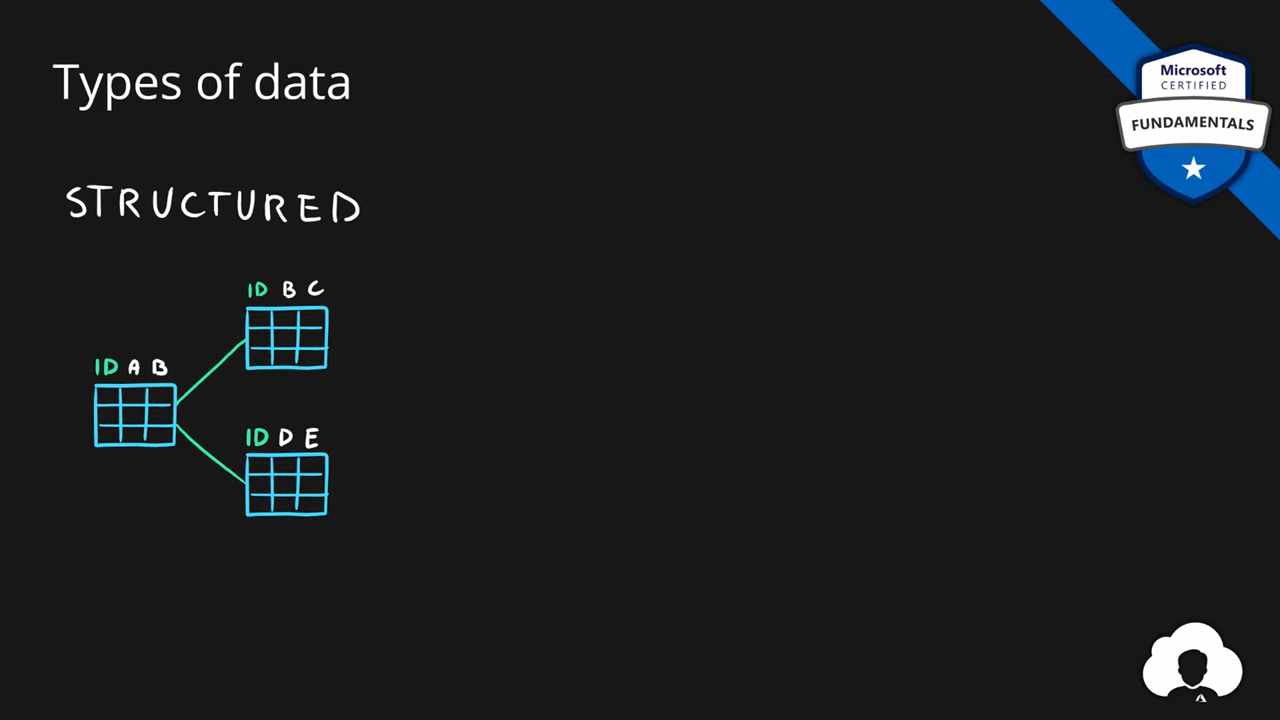 Types of data
Microsoft
CERTIFIED
FUNDAMENTALS
STRUCTURED
ID B C
ID A B
ID D E